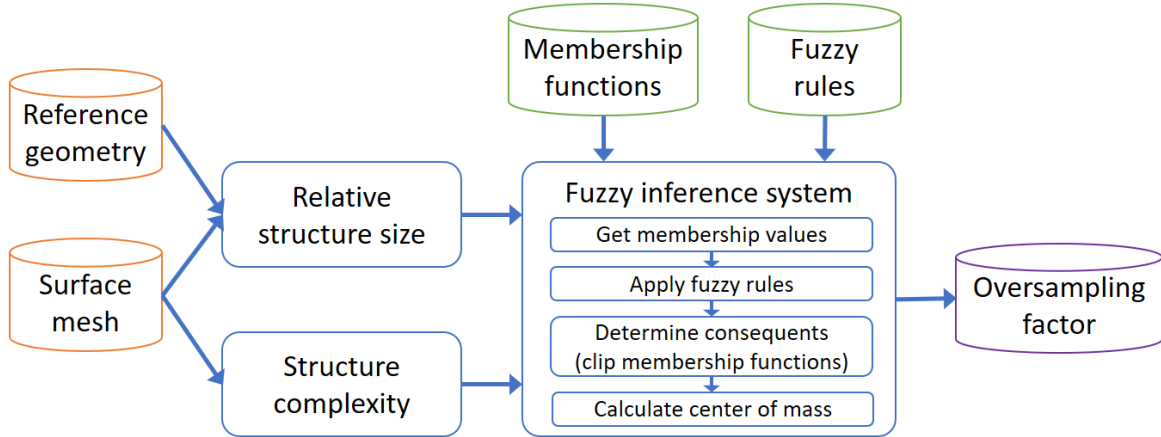 Membership
functions
Fuzzy
rules
Reference
geometry
Relative
structure size
Fuzzy inference system
Get membership values
Apply fuzzy rules
Determine consequents
(clip membership functions)
Calculate center of mass
Surface
mesh
Structure
complexity
Oversampling
factor